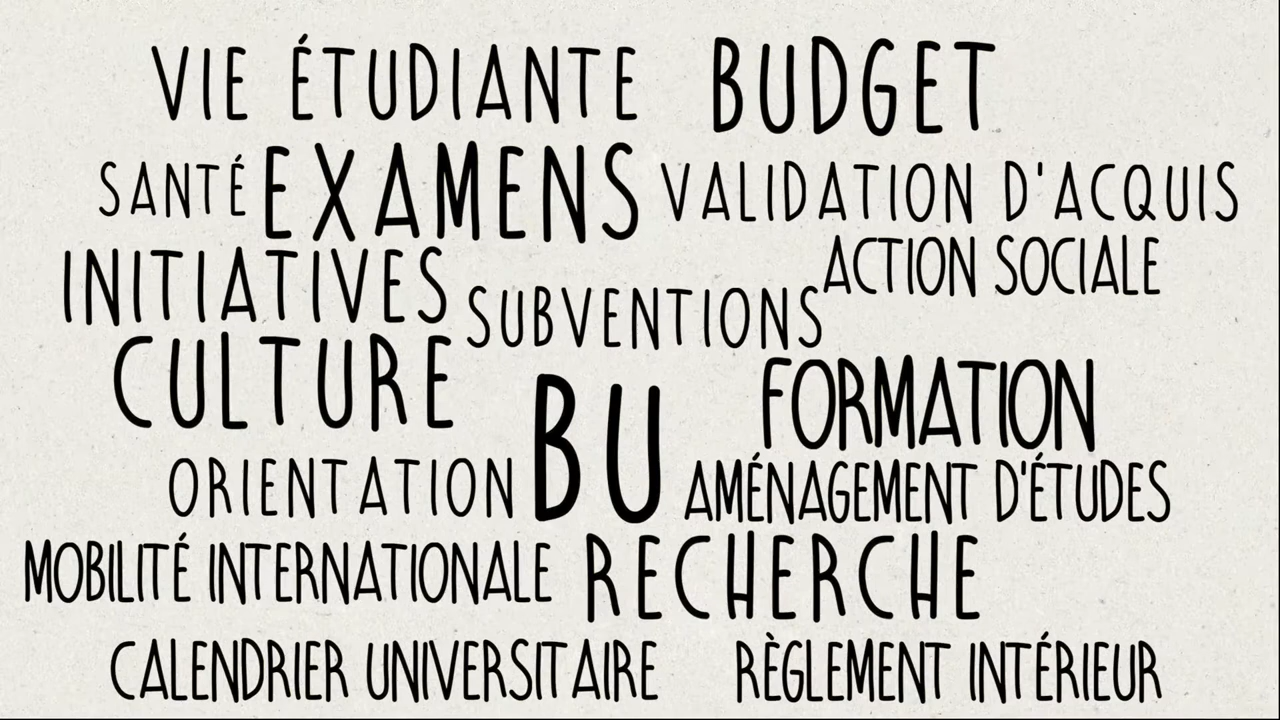 VIE ÉTUDIANTE BUDGET
SANTÉ EXAMENS VALIDATION D'ACQUIS
INITIATIVES SUBVENTIONS ACTION SOCIALE
CULTURE BU FORMATION
ORIENTATION AMÉNAGEMENT D'ÉTUDES
MOBILITÉ INTERNATIONALE RECHERCHE
CALENDRIER UNIVERSITAIRE RÈGLEMENT INTÉRIEUR